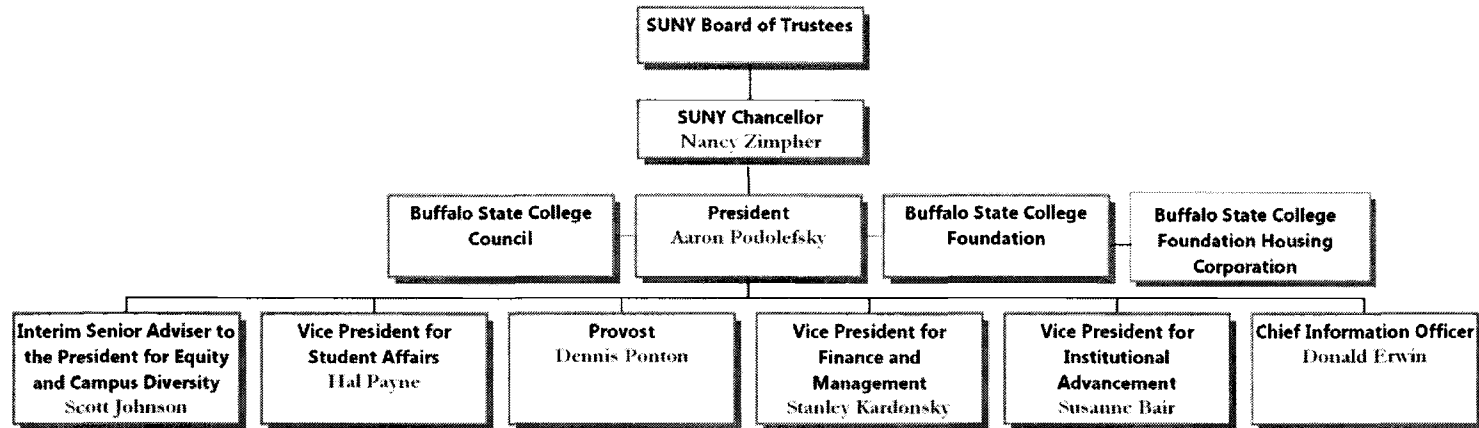 SUNY Board of Trustees
SUNY Chancellor
Nancy Zimpher
Buffalo State College
Council
President
Aaron Podolefsky
Buffalo State College
Foundation
Buffalo State College
Foundation Housing
Corporation
Interim Senior Adviser to
the President for Equity
and Campus Diversity
Scott Johnson
Vice President for
Student Affairs
Hal Payne
Provost
Dennis Ponton
Vice President for
Finance and
Management
Stanley Kardonsky
Vice President for
Institutional
Advancement
Susanne Bair
Chief Information Officer
Donald Erwin